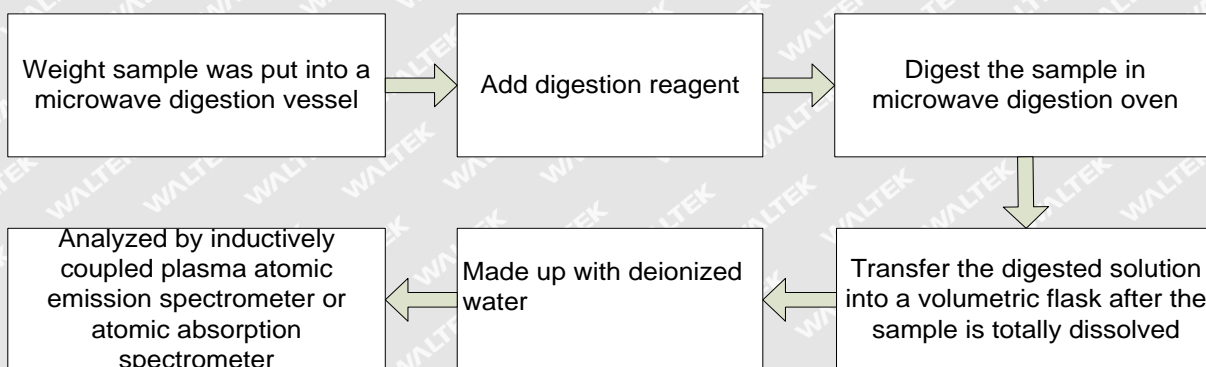 Weight sample was put into a
microwave digestion vessel
Add digestion reagent
Digest the sample in
microwave digestion oven
Transfer the digested solution
into a volumetric flask after the
sample is totally dissolved
Made up with deionized
water
Analyzed by inductively
coupled plasma atomic
emission spectrometer or
atomic absorption
spectrometer
WALTEK